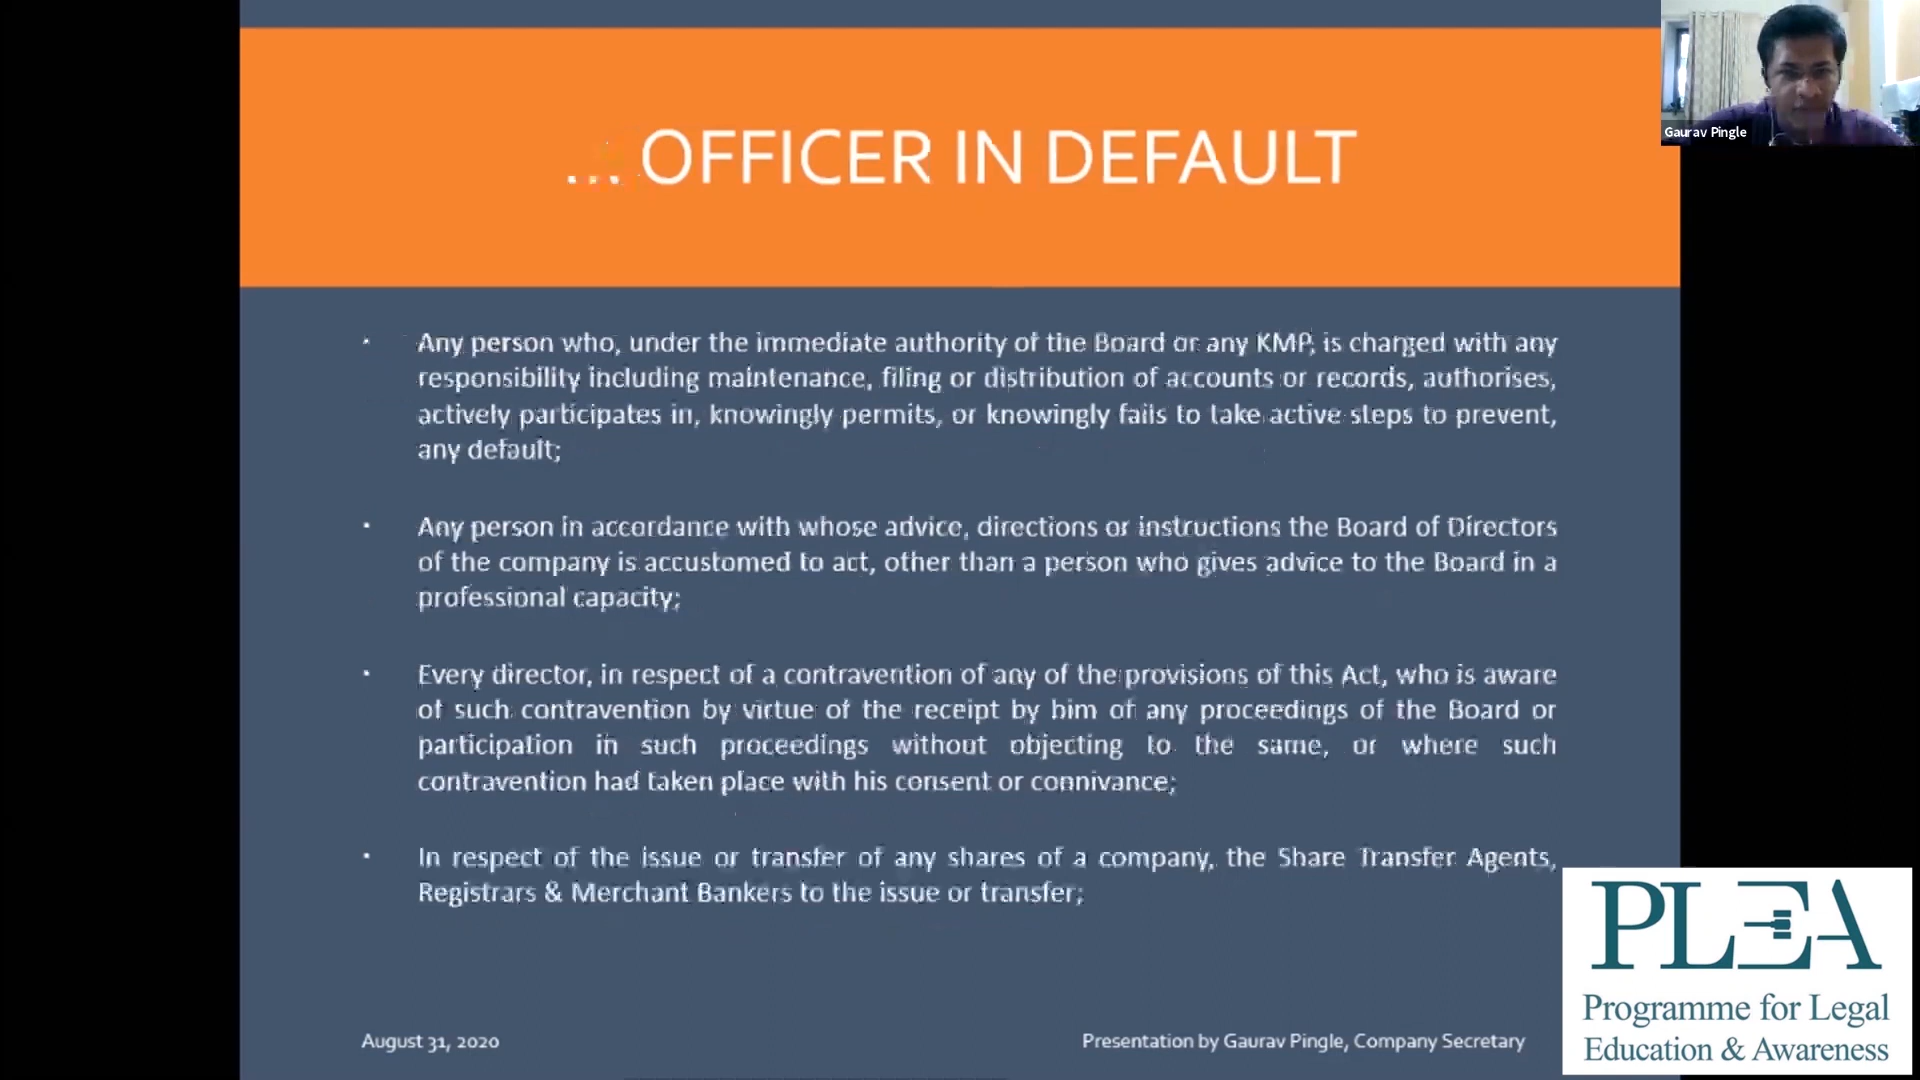 ... OFFICER IN DEFAULT
Gaurav Pingle
· Any person who, under the immediate authority of the Board or any KMP, is charged with any
responsibility including maintenance, filing or distribution of accounts or records, authorises,
actively participates in, knowingly permits, or knowingly fails to take active steps to prevent,
any default;
· Any person in accordance with whose advice, directions or instructions the Board of Directors
of the company is accustomed to act, other than a person who gives advice to the Board in a
professional capacity;
· Every director, in respect of a contravention of any of the provisions of this Act, who is aware
of such contravention by virtue of the receipt by him of any proceedings of the Board or
participation in such proceedings without objecting to the same, or where such
contravention had taken place with his consent or connivance;
· In respect of the issue or transfer of any shares of a company, the Share Transfer Agents,
Registrars & Merchant Bankers to the issue or transfer;
August 31, 2020
Presentation by Gaurav Pingle, Company Secretary
PLEA
Programme for Legal
Education & Awareness